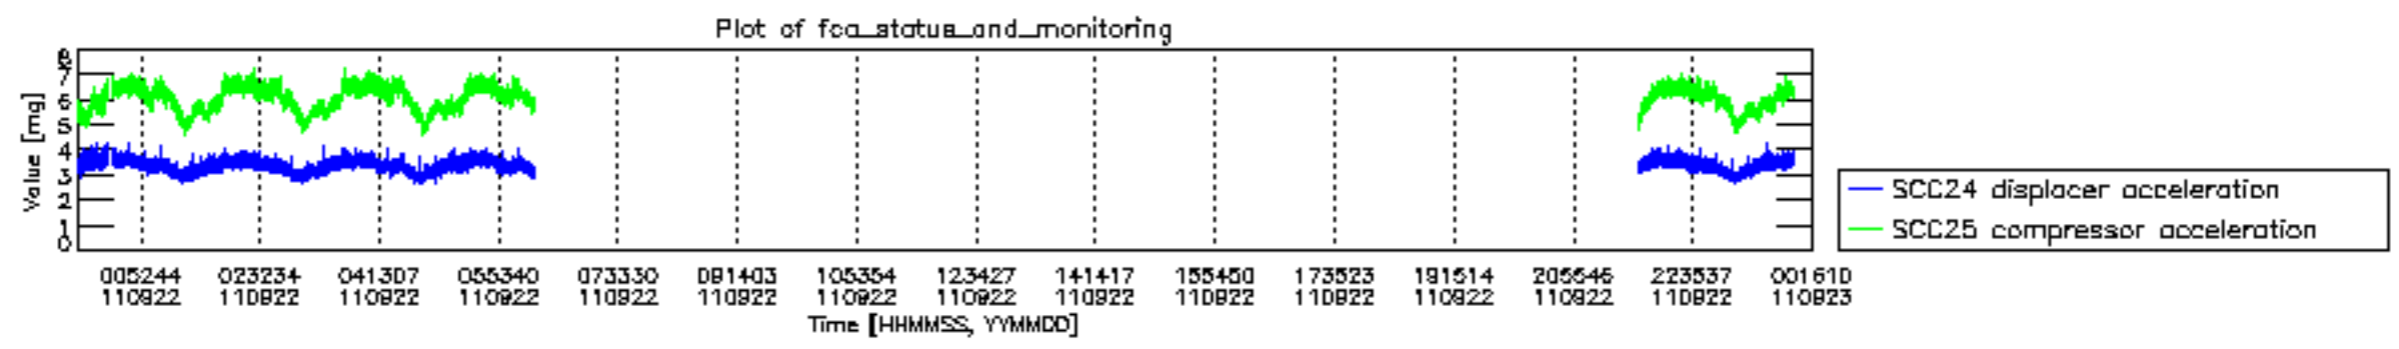 Plot of fca_status_and_monitoring
Value [mg]
8
7
6
5
4
3
2
1
0
005244 023234 041307 055340 073330 091403 105354 123427 141417 155450 173523 191514 205546 223537 001610
110922 110922 110922 110922 110922 110922 110922 110922 110922 110922 110922 110922 110922 110922 110923
Time [HHMMSS, YYMMDD]
SCC24 displacer acceleration
SCC25 compressor acceleration